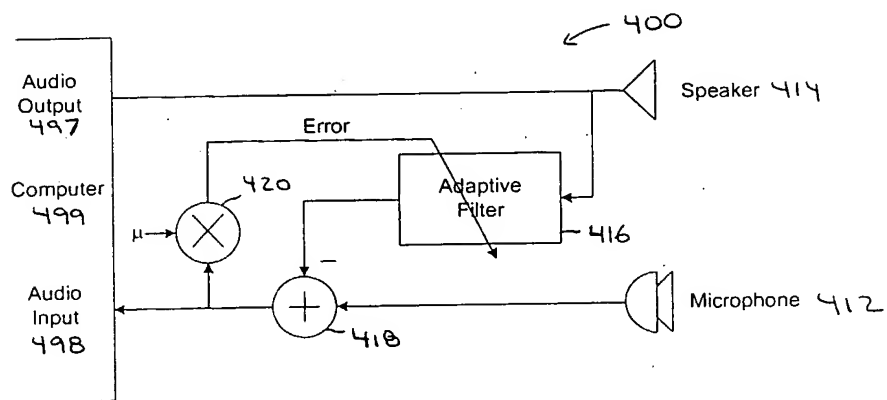 400
Audio
Output
497
Speaker 414
Error
Adaptive
Filter
420
Computer
499
416
μ
−
Audio
Input
498
+
418
Microphone 412